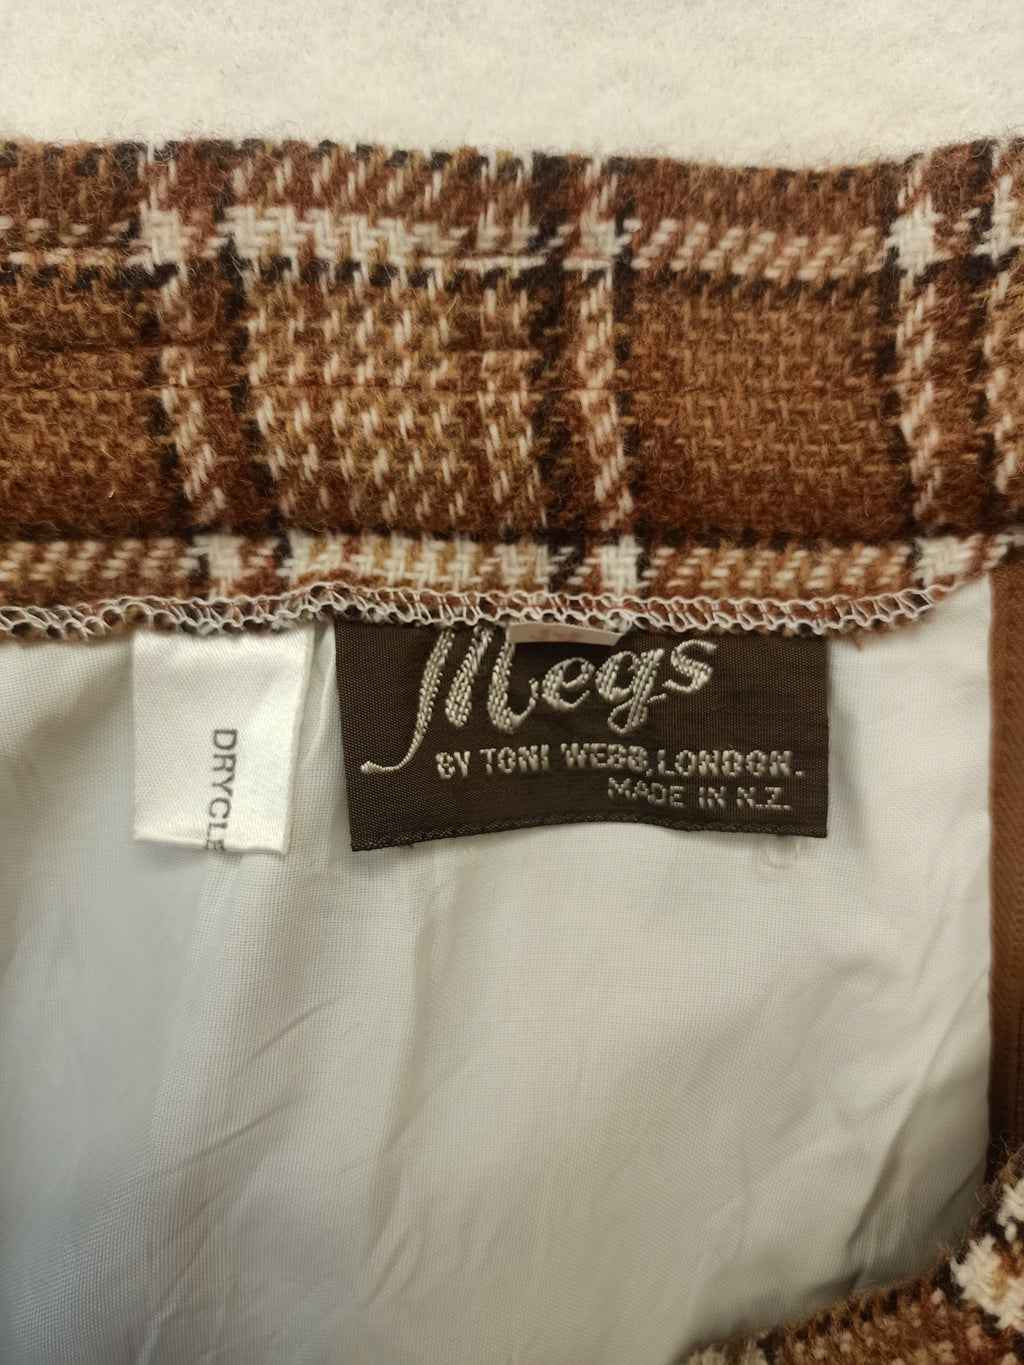 DRYCLE
Megs
BY TONI WEBB, LONDON.
MADE IN N.Z.